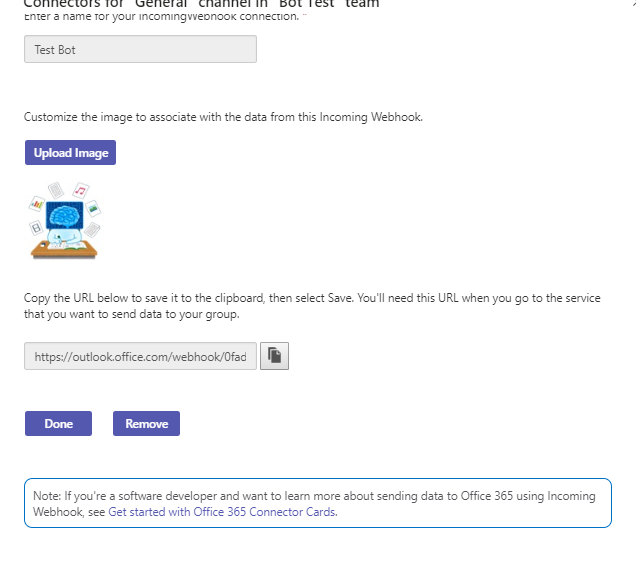 Connectors for "General" channel in "Bot Test" team
Enter a name for your IncomingWebhook connection.
Test Bot
Customize the image to associate with the data from this Incoming Webhook.
Upload Image
Copy the URL below to save it to the clipboard, then select Save. You'll need this URL when you go to the service
that you want to send data to your group.
https://outlook.office.com/webhook/0fad
Done
Remove
Note: If you're a software developer and want to learn more about sending data to Office 365 using Incoming
Webhook, see Get started with Office 365 Connector Cards.